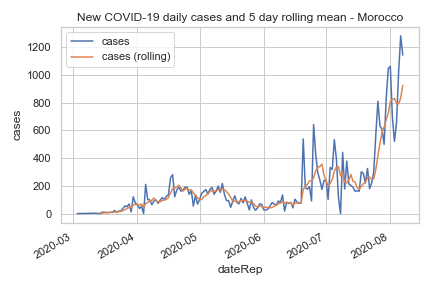 New COVID-19 daily cases and 5 day rolling mean - Morocco
cases
cases (rolling)
1200
1000
800
600
400
200
0
cases
2020-03
2020-04
2020-05
2020-06
2020-07
2020-08
dateRep